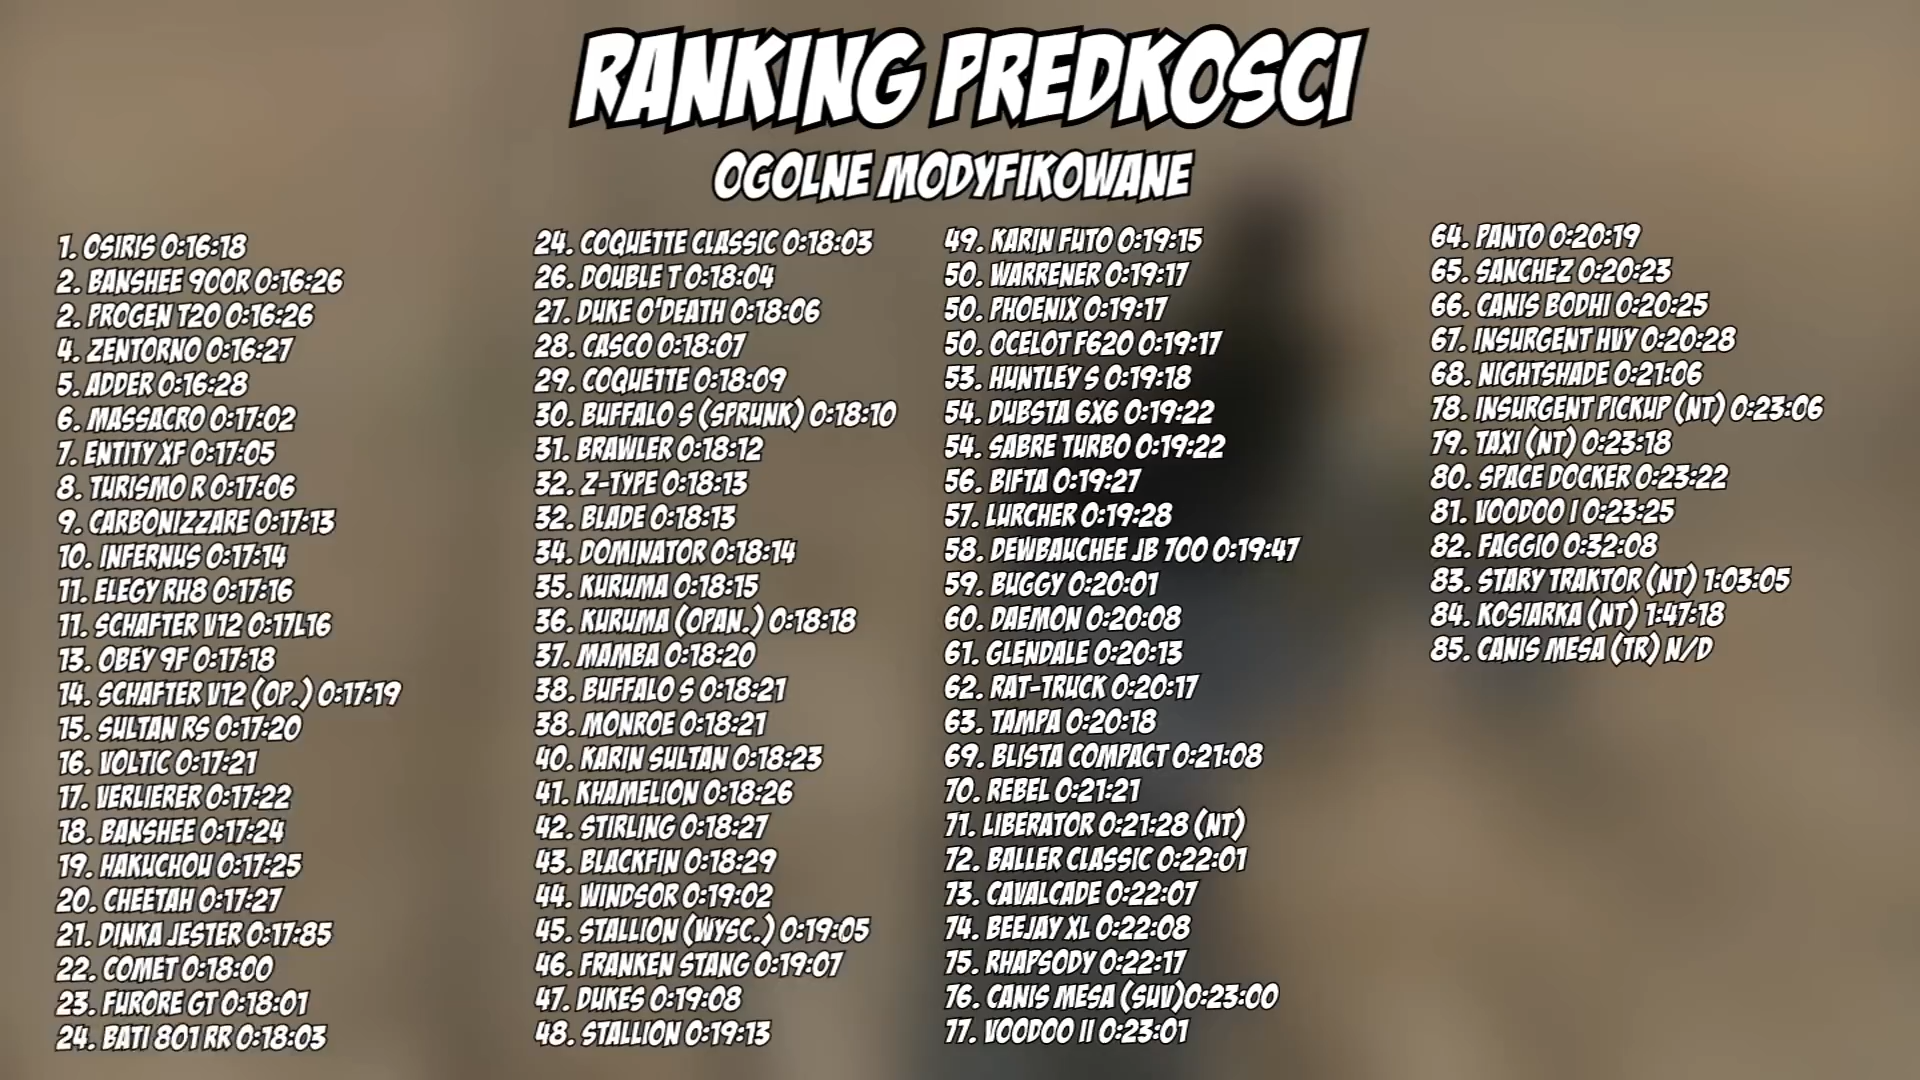 RANKING PREDKOSCI
OGOLNE MODYFIKOWANE
1. OSIRIS 0:16:18
2. BANSHEE 900R 0:16:26
2. PROGEN T20 0:16:26
4. ZENTORNO 0:16:27
5. ADDER 0:16:28
6. MASSACRO 0:17:02
7. ENTITY XF 0:17:05
8. TURISMO R 0:17:06
9. CARBONIZZARE 0:17:13
10. INFERNUS 0:17:14
11. ELEGY RH8 0:17:16
11. SCHAFTER V12 0:17L16
13. OBEY 9F 0:17:18
14. SCHAFTER V12 (OP.) 0:17:19
15. SULTAN RS 0:17:20
16. VOLTIC 0:17:21
17. VERLIERER 0:17:22
18. BANSHEE 0:17:24
19. HAKUCHOU 0:17:25
20. CHEETAH 0:17:27
21. DINKA JESTER 0:17:85
22. COMET 0:18:00
23. FURORE GT 0:18:01
24. BATI 801 RR 0:18:03
24. COQUETTE CLASSIC 0:18:03
26. DOUBLE T 0:18:04
27. DUKE O'DEATH 0:18:06
28. CASCO 0:18:07
29. COQUETTE 0:18:09
30. BUFFALO S (SPRUNK) 0:18:10
31. BRAWLER 0:18:12
32. Z-TYPE 0:18:13
32. BLADE 0:18:13
34. DOMINATOR 0:18:14
35. KURUMA 0:18:15
36. KURUMA (OPAN.) 0:18:18
37. MAMBA 0:18:20
38. BUFFALO S 0:18:21
38. MONROE 0:18:21
40. KARIN SULTAN 0:18:23
41. KHAMELION 0:18:26
42. STIRLING 0:18:27
43. BLACKFIN 0:18:29
44. WINDSOR 0:19:02
45. STALLION (WYSC.) 0:19:05
46. FRANKEN STANG 0:19:07
47. DUKES 0:19:08
48. STALLION 0:19:13
49. KARIN FUTO 0:19:15
50. WARRENER 0:19:17
50. PHOENIX 0:19:17
50. OCELOT F620 0:19:17
53. HUNTLEY S 0:19:18
54. DUBSTA 6X6 0:19:22
54. SABRE TURBO 0:19:22
56. BIFTA 0:19:27
57. LURCHER 0:19:28
58. DEWBAUCHEE JB 700 0:19:47
59. BUGGY 0:20:01
60. DAEMON 0:20:08
61. GLENDALE 0:20:13
62. RAT-TRUCK 0:20:17
63. TAMPA 0:20:18
69. BLISTA COMPACT 0:21:08
70. REBEL 0:21:21
71. LIBERATOR 0:21:28 (NT)
72. BALLER CLASSIC 0:22:01
73. CAVALCADE 0:22:07
74. BEEJAY XL 0:22:08
75. RHAPSODY 0:22:17
76. CANIS MESA (SUV)0:23:00
77. VOODOO II 0:23:01
64. PANTO 0:20:19
65. SANCHEZ 0:20:23
66. CANIS BODHI 0:20:25
67. INSURGENT HVY 0:20:28
68. NIGHTSHADE 0:21:06
78. INSURGENT PICKUP (NT) 0:23:06
79. TAXI (NT) 0:23:18
80. SPACE DOCKER 0:23:22
81. VOODOO I 0:23:25
82. FAGGIO 0:32:08
83. STARY TRAKTOR (NT) 1:03:05
84. KOSIARKA (NT) 1:47:18
85. CANIS MESA (TR) N/D